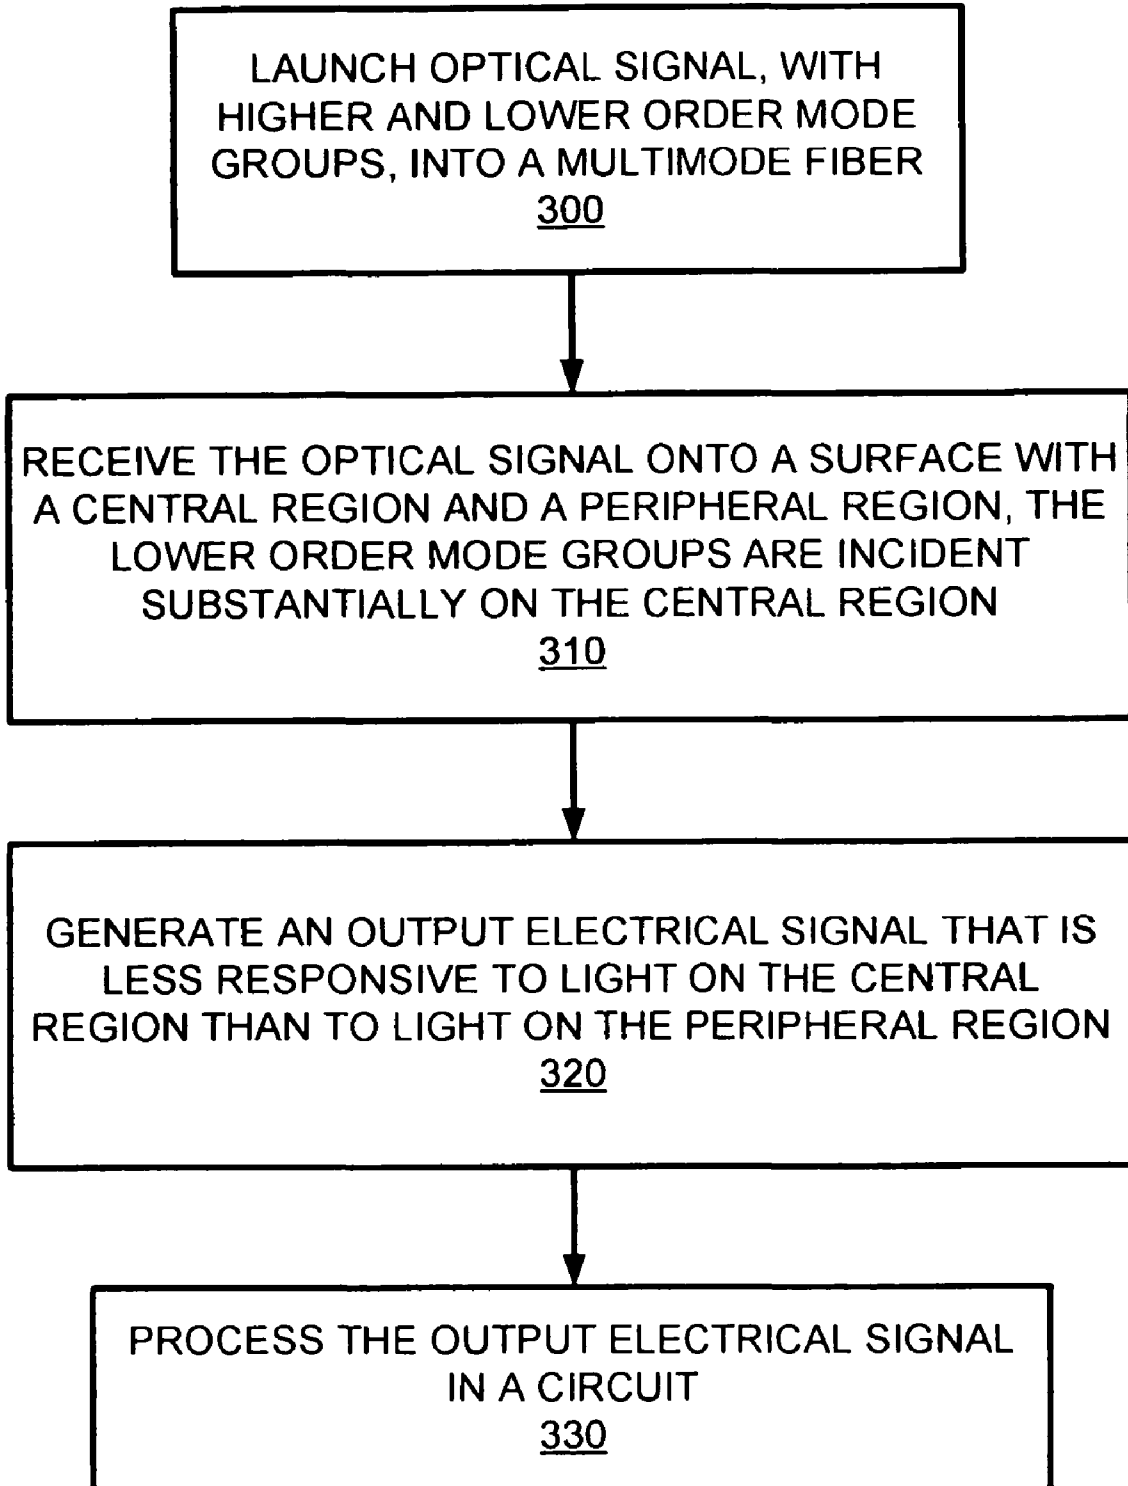 LAUNCH OPTICAL SIGNAL, WITH
HIGHER AND LOWER ORDER MODE
GROUPS, INTO A MULTIMODE FIBER
300
RECEIVE THE OPTICAL SIGNAL ONTO A SURFACE WITH
A CENTRAL REGION AND A PERIPHERAL REGION, THE
LOWER ORDER MODE GROUPS ARE INCIDENT
SUBSTANTIALLY ON THE CENTRAL REGION
310
GENERATE AN OUTPUT ELECTRICAL SIGNAL THAT IS
LESS RESPONSIVE TO LIGHT ON THE CENTRAL
REGION THAN TO LIGHT ON THE PERIPHERAL REGION
320
PROCESS THE OUTPUT ELECTRICAL SIGNAL
IN A CIRCUIT
330